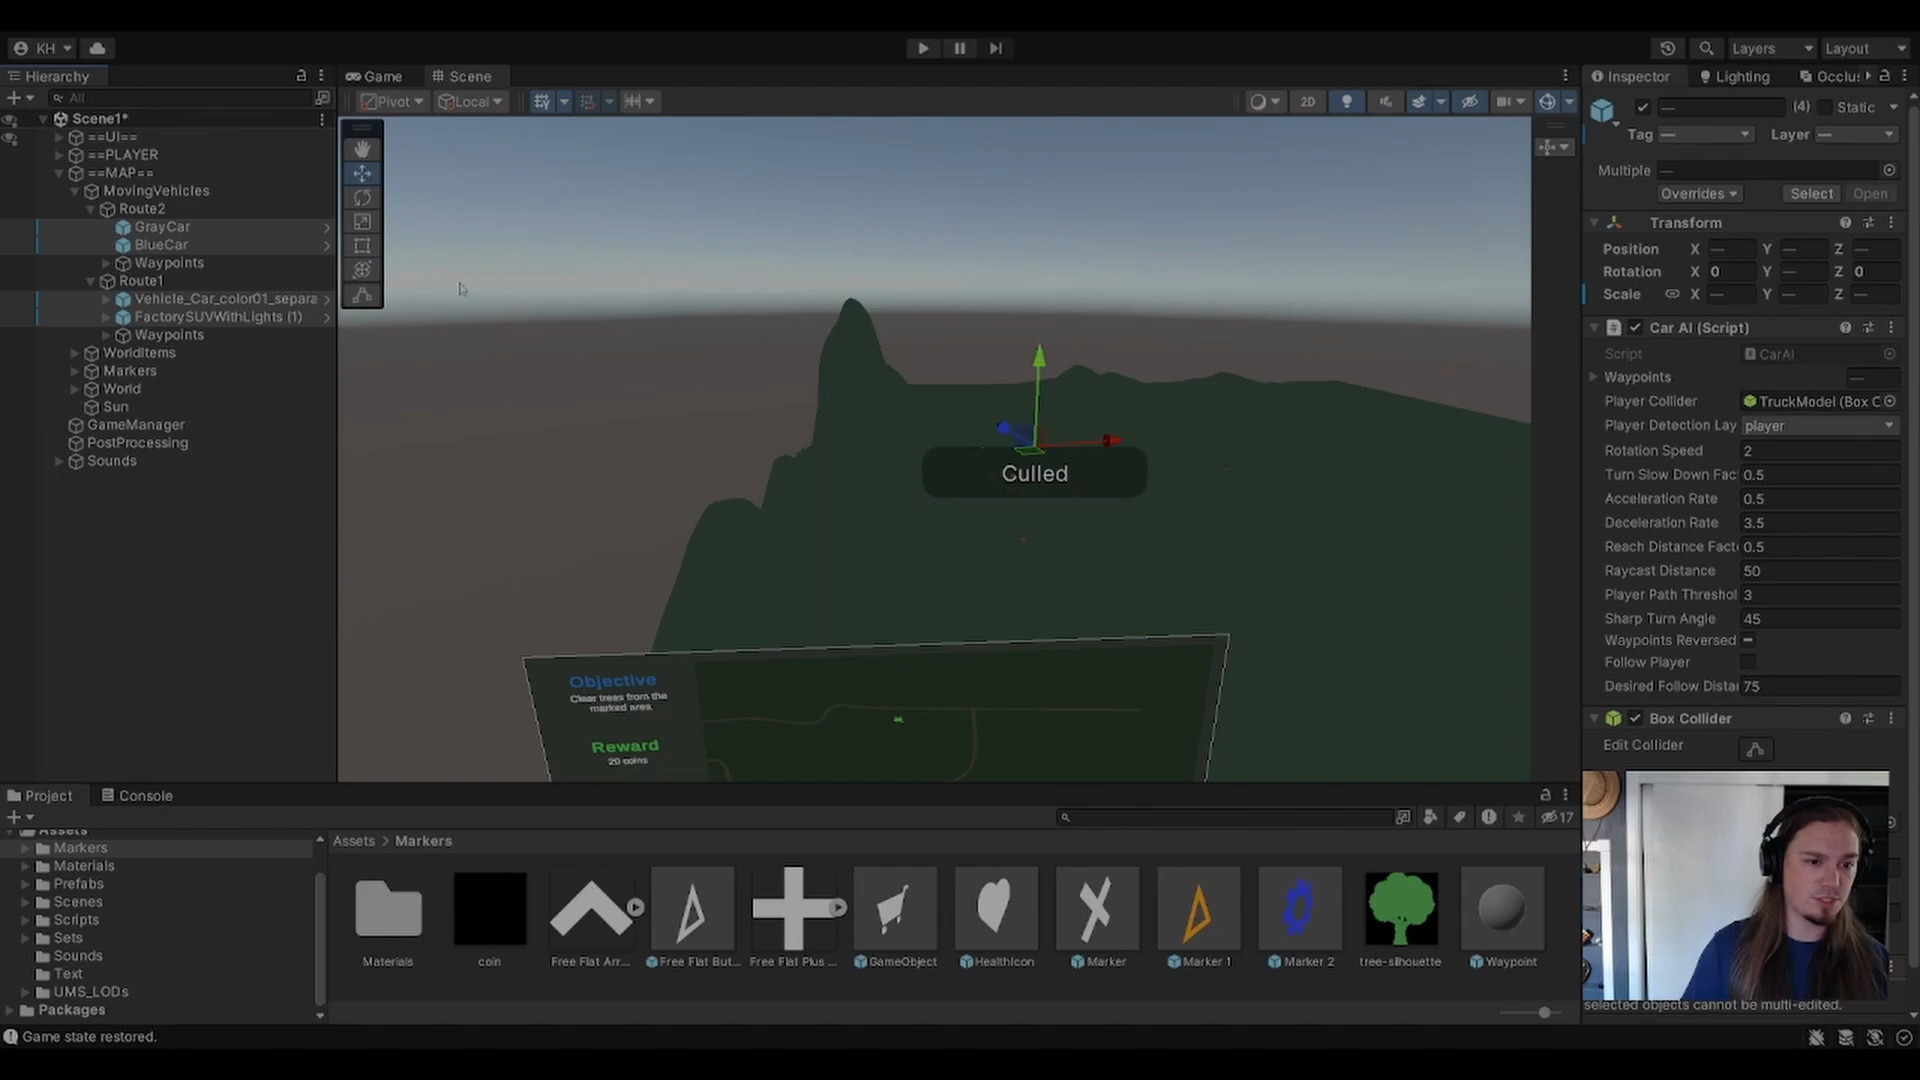 KH
Layers
Layout
Hierarchy
Game
Scene
Inspector
Lighting
Occlu
All
Pivot
Local
2D
—
(4)
Static
Tag —
Layer —
Multiple —
Overrides
Select
Open
Scene1*
==UI==
==PLAYER
==MAP==
MovingVehicles
Route2
GrayCar
BlueCar
Waypoints
Route1
Vehicle_Car_color01_separa
FactorySUVWithLights (1)
Waypoints
WorldItems
Markers
World
Sun
GameManager
PostProcessing
Sounds
Culled
Objective
Clear trees from the
marked area
Reward
20 coins
Transform
Position X — Y — Z —
Rotation X 0 Y — Z 0
Scale X — Y — Z —
Car AI (Script)
Script CarAI
Waypoints —
Player Collider TruckModel (Box C
Player Detection Lay player
Rotation Speed 2
Turn Slow Down Fac 0.5
Acceleration Rate 0.5
Deceleration Rate 3.5
Reach Distance Fact 0.5
Raycast Distance 50
Player Path Threshol 3
Sharp Turn Angle 45
Waypoints Reversed
Follow Player
Desired Follow Distan 75
Box Collider
Edit Collider
selected objects cannot be multi-edited.
Project
Console
17
Assets
Markers
Materials
Prefabs
Scenes
Scripts
Sets
Sounds
Text
UMS_LODs
Packages
Assets > Markers
Materials
coin
Free Flat Arr...
Free Flat But...
Free Flat Plus ...
GameObject
HealthIcon
Marker
Marker 1
Marker 2
tree-silhouette
Waypoint
Game state restored.